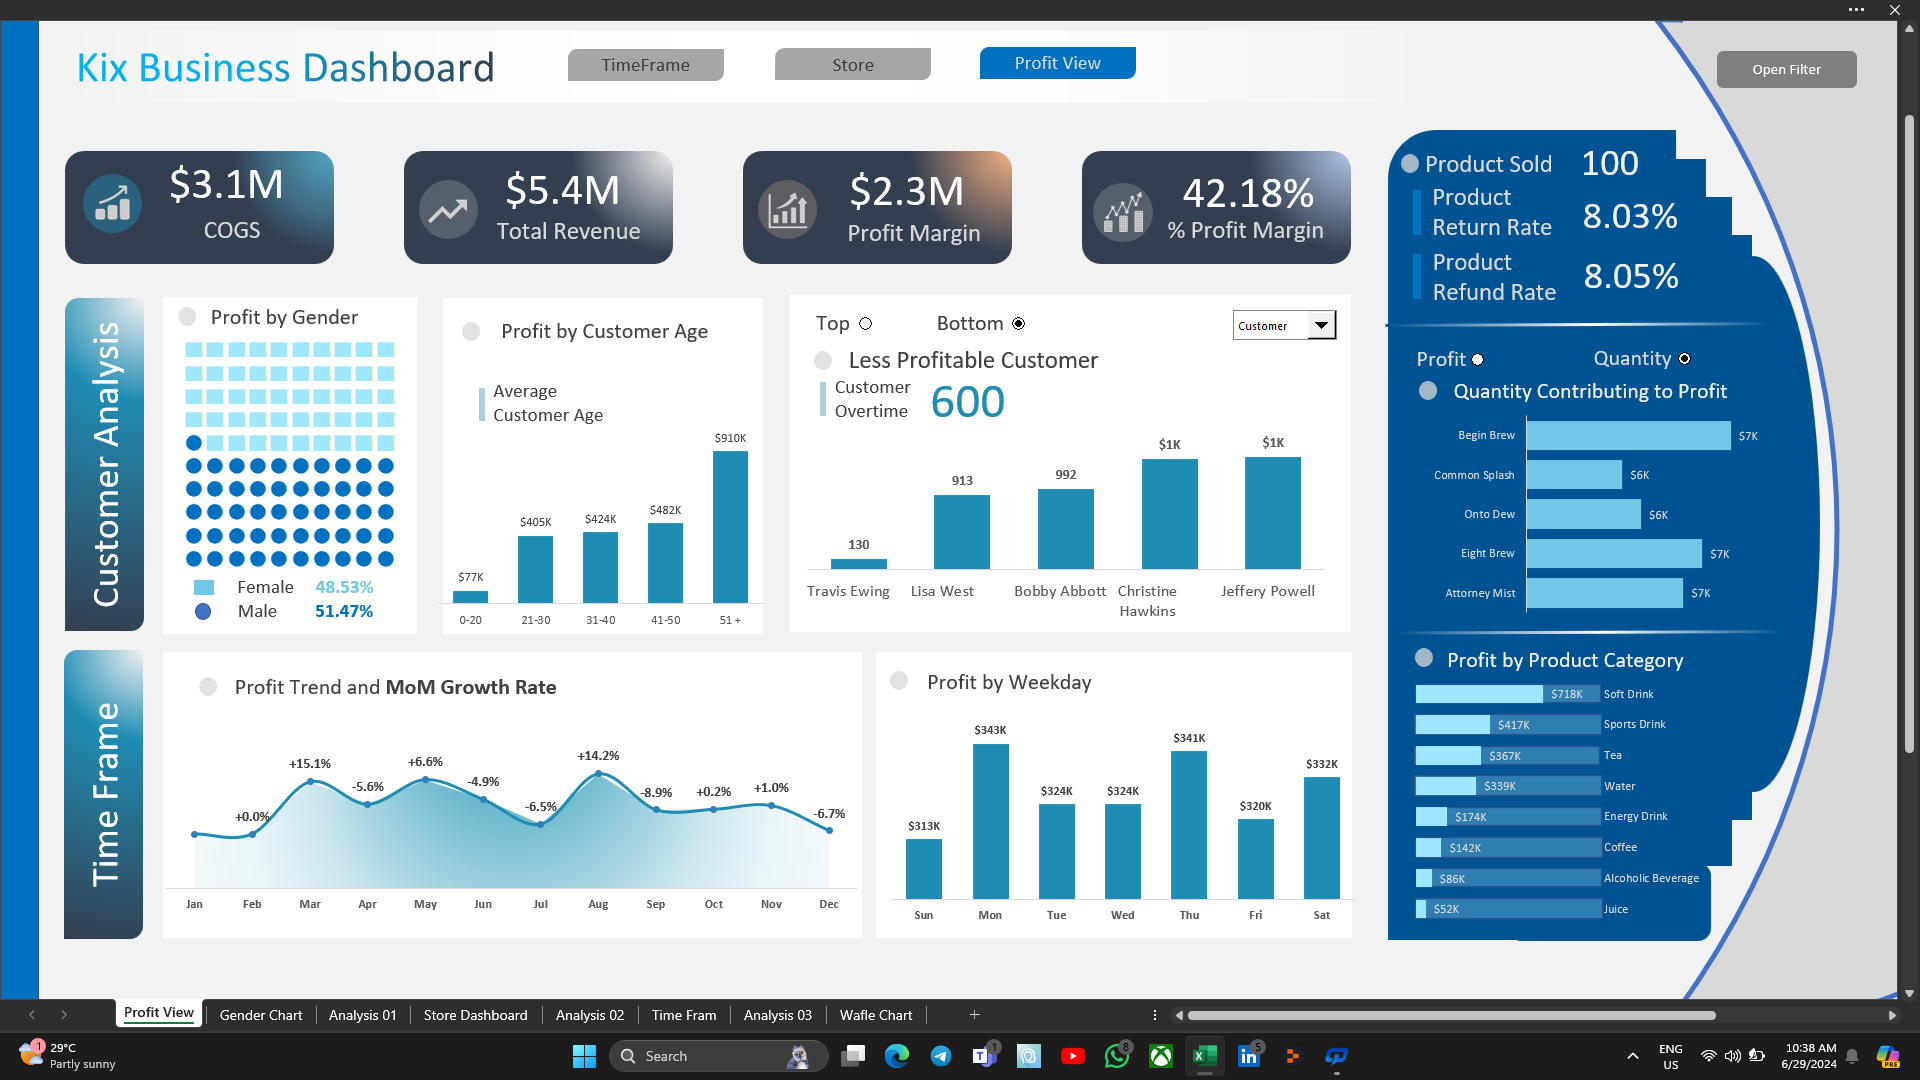 Kix Business Dashboard
TimeFrame
Store
Profit View
Open Filter
$3.1M
COGS
$5.4M
Total Revenue
$2.3M
Profit Margin
42.18%
% Profit Margin
Product Sold 100
Product
Return Rate
8.03%
Product
Refund Rate
8.05%
Customer Analysis
Profit by Gender
Female 48.53%
Male 51.47%
Profit by Customer Age
Average
Customer Age
$77K
$405K
$424K
$482K
$910K
0-20
21-30
31-40
41-50
51 +
Top
Bottom
Customer
Less Profitable Customer
Customer
Overtime
600
130
913
992
$1K
$1K
Travis Ewing
Lisa West
Bobby Abbott
Christine
Hawkins
Jeffery Powell
Profit
Quantity
Quantity Contributing to Profit
Begin Brew $7K
Common Splash $6K
Onto Dew $6K
Eight Brew $7K
Attorney Mist $7K
Time Frame
Profit Trend and MoM Growth Rate
+0.0%
+15.1%
-5.6%
+6.6%
-4.9%
-6.5%
+14.2%
-8.9%
+0.2%
+1.0%
-6.7%
Jan
Feb
Mar
Apr
May
Jun
Jul
Aug
Sep
Oct
Nov
Dec
Profit by Weekday
$313K
$343K
$324K
$324K
$341K
$320K
$332K
Sun
Mon
Tue
Wed
Thu
Fri
Sat
Profit by Product Category
$718K Soft Drink
$417K Sports Drink
$367K Tea
$339K Water
$174K Energy Drink
$142K Coffee
$86K Alcoholic Beverage
$52K Juice
Profit View
Gender Chart
Analysis 01
Store Dashboard
Analysis 02
Time Fram
Analysis 03
Wafle Chart
1
29°C
Partly sunny
Search
1
8
5
ENG
US
10:38 AM
6/29/2024
PRE